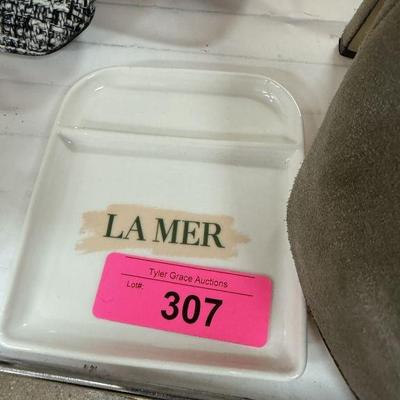 LA MER
Tyler Grace Auctions
Lot#:
307